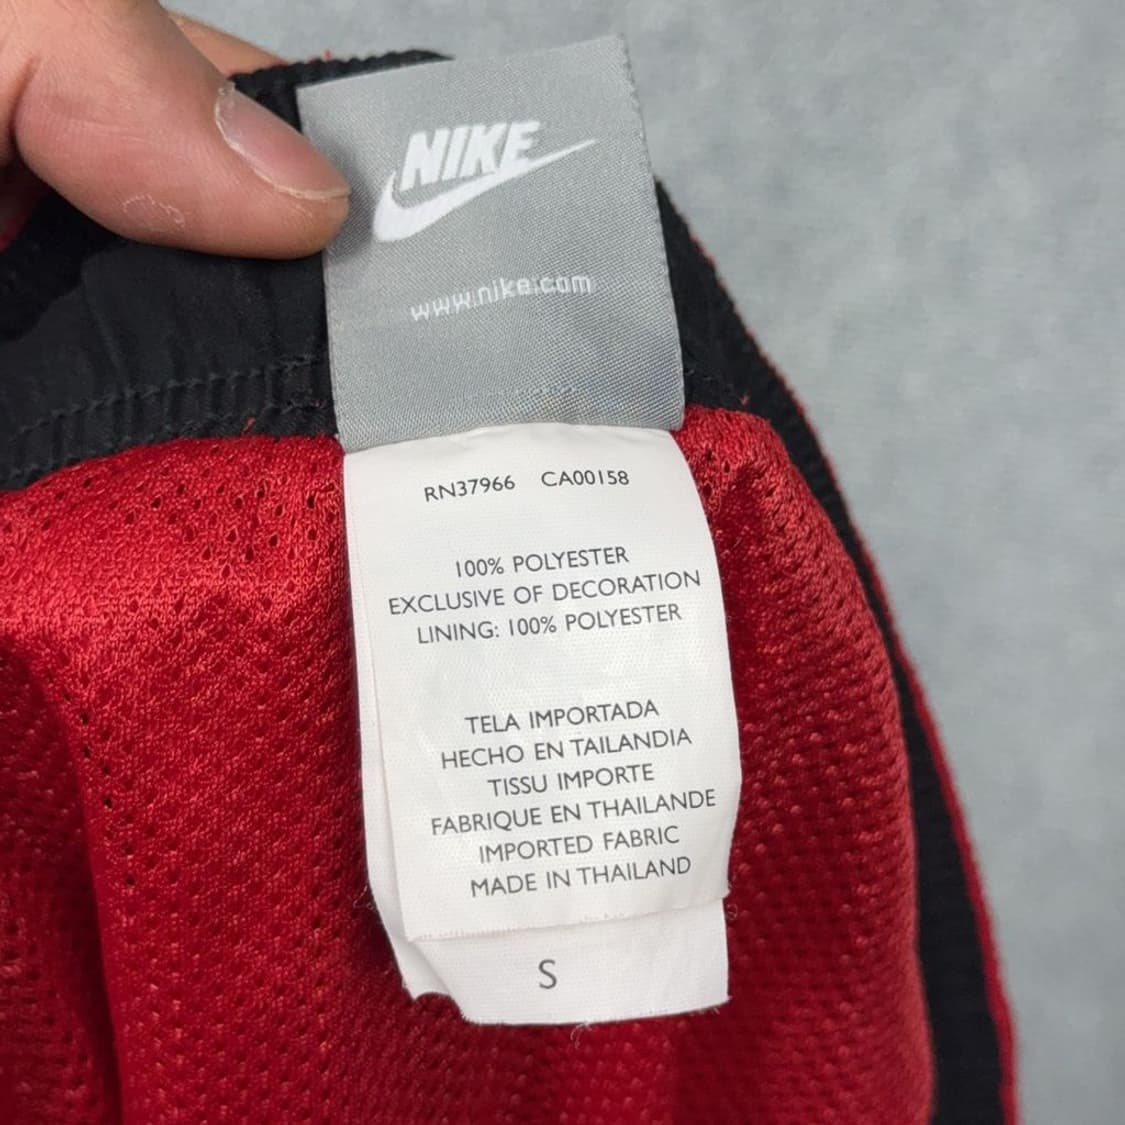 NIKE
www.nike.com
RN37966 CA00158
100% POLYESTER
EXCLUSIVE OF DECORATION
LINING: 100% POLYESTER
TELA IMPORTADA
HECHO EN TAILANDIA
TISSU IMPORTE
FABRIQUE EN THAILANDE
IMPORTED FABRIC
MADE IN THAILAND
S